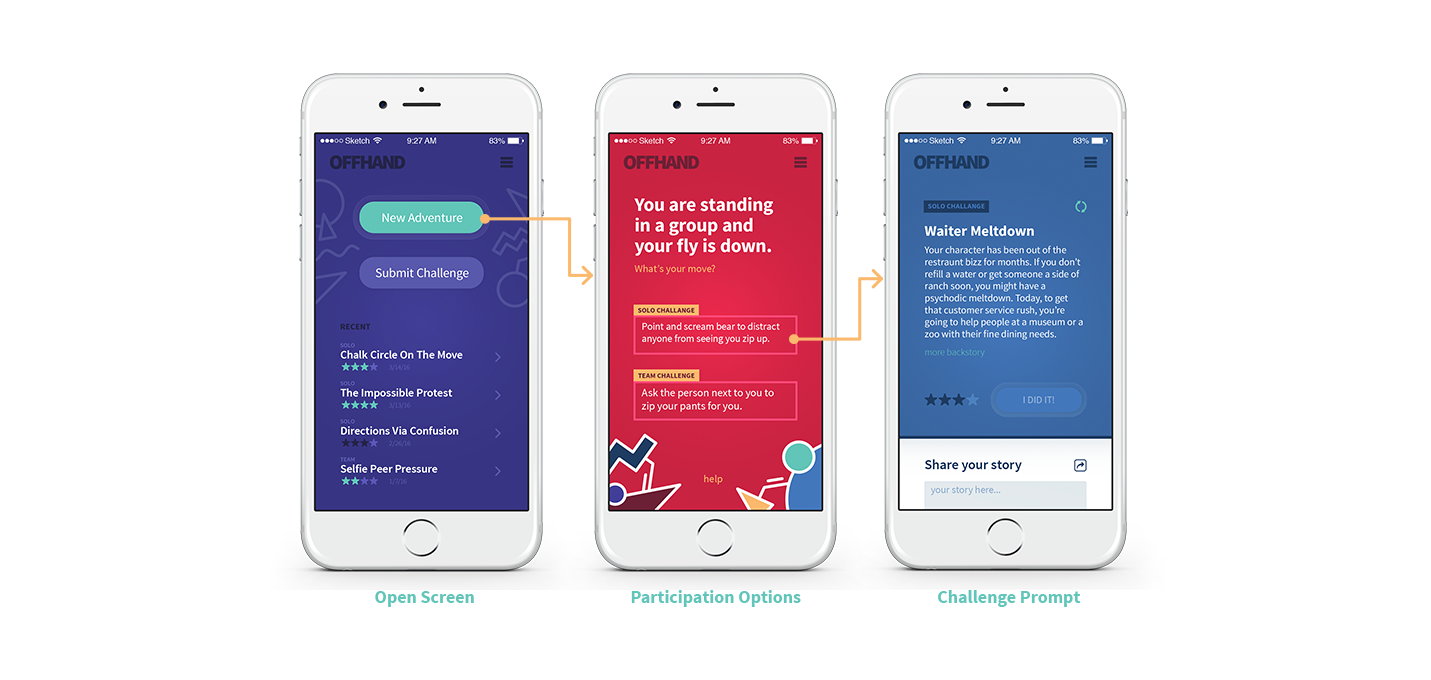 Sketch 9:27 AM 83%
OFFHAND
New Adventure
Submit Challenge
RECENT
SOLO
Chalk Circle On The Move
3/14/16
SOLO
The Impossible Protest
3/13/16
SOLO
Directions Via Confusion
2/20/16
TEAM
Selfie Peer Pressure
1/1/16
Open Screen
Sketch 9:27 AM 83%
OFFHAND
You are standing
in a group and
your fly is down.
What's your move?
SOLO CHALLANGE
Point and scream bear to distract
anyone from seeing you zip up.
TEAM CHALLENGE
Ask the person next to you to
zip your pants for you.
help
Participation Options
Sketch 9:27 AM 83%
OFFHAND
SOLO CHALLANGE
Waiter Meltdown
Your character has been out of the
restraunt bizz for months. If you don't
refill a water or get someone a side of
ranch soon, you might have a
psychodic meltdown. Today, to get
that customer service rush, you're
going to help people at a museum or a
zoo with their fine dining needs.
more backstory
I DID IT!
Share your story
your story here...
Challenge Prompt